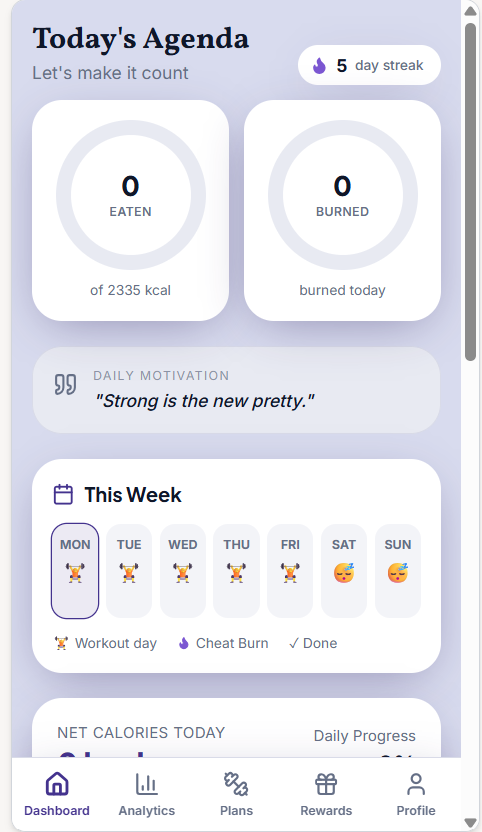 Today's Agenda
Let's make it count
5 day streak
0
EATEN
of 2335 kcal
0
BURNED
burned today
DAILY MOTIVATION
"Strong is the new pretty."
This Week
MON TUE WED THU FRI SAT SUN
Workout day Cheat Burn ✓ Done
NET CALORIES TODAY
Daily Progress
Dashboard Analytics Plans Rewards Profile